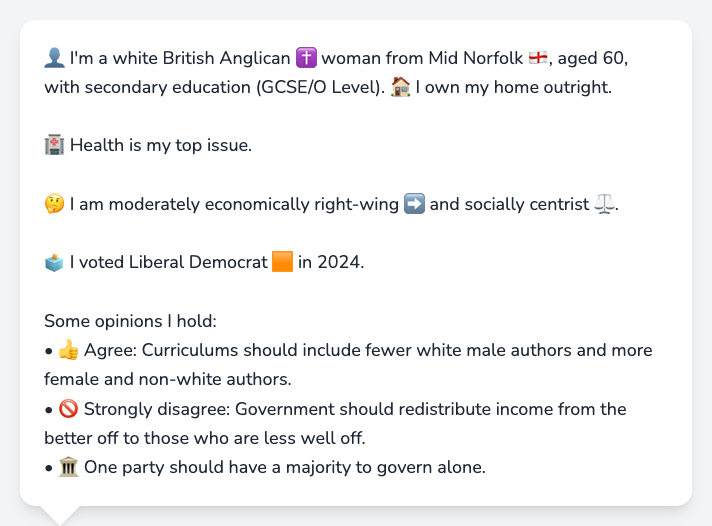 👤 I'm a white British Anglican ✝️ woman from Mid Norfolk 🏴󠁧󠁢󠁥󠁮󠁧󠁿, aged 60,
with secondary education (GCSE/O Level). 🏠 I own my home outright.
🏥 Health is my top issue.
🤔 I am moderately economically right-wing ➡️ and socially centrist ⚖️.
🗳️ I voted Liberal Democrat 🟧 in 2024.
Some opinions I hold:
• 👍 Agree: Curriculums should include fewer white male authors and more
female and non-white authors.
• 🚫 Strongly disagree: Government should redistribute income from the
better off to those who are less well off.
• 🏛️ One party should have a majority to govern alone.